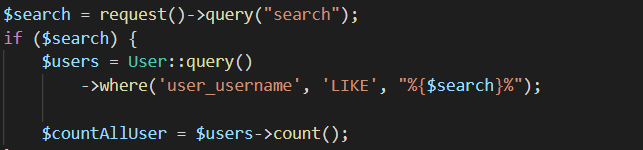 $search = request()->query("search");
if ($search) {
    $users = User::query()
        ->where('user_username', 'LIKE', "%{$search}%");

    $countAllUser = $users->count();